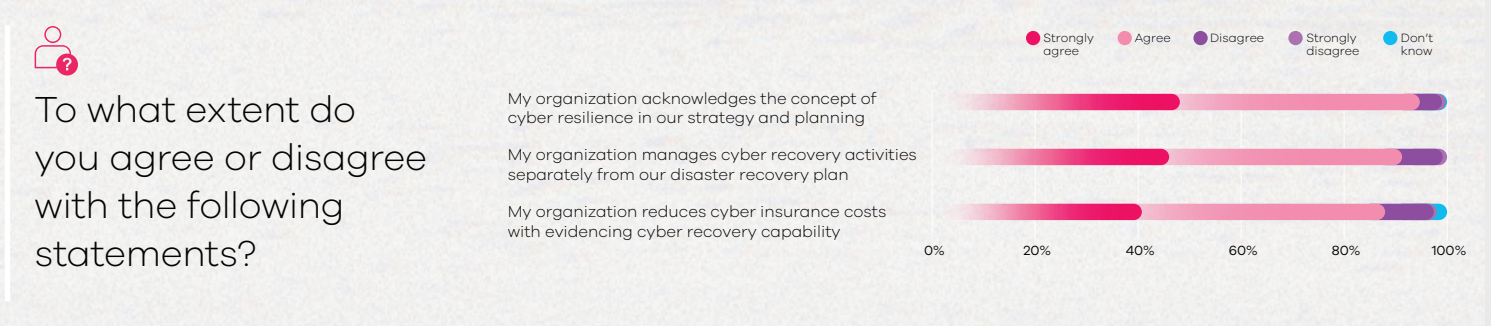 ?
To what extent do
you agree or disagree
with the following
statements?
Strongly
agree
Agree
Disagree
Strongly
disagree
Don't
know
My organization acknowledges the concept of
cyber resilience in our strategy and planning
My organization manages cyber recovery activities
separately from our disaster recovery plan
My organization reduces cyber insurance costs
with evidencing cyber recovery capability
0% 20% 40% 60% 80% 100%